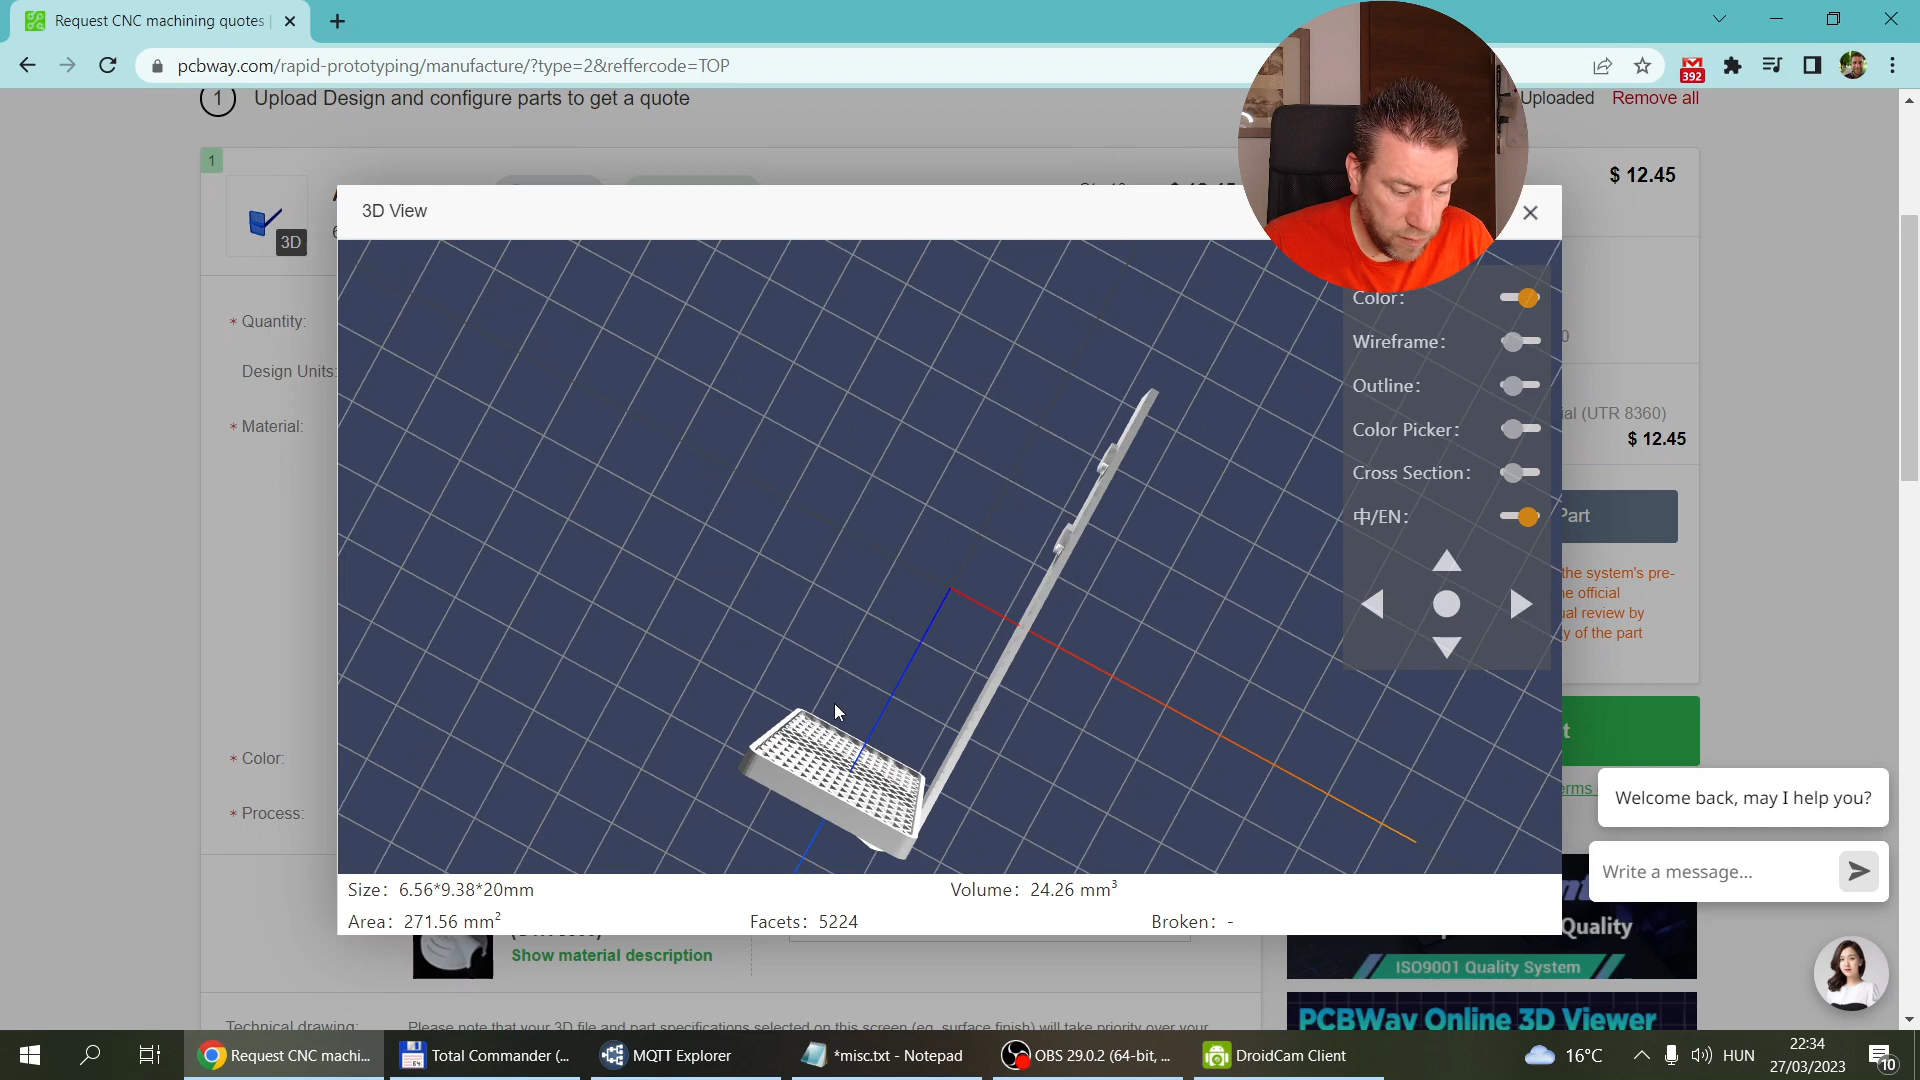 Request CNC machining quotes |
pcbway.com/rapid-prototyping/manufacture/?type=2&reffercode=TOP
392
1 Upload Design and configure parts to get a quote
Uploaded Remove all
1
$ 12.45
3D
3D View
* Quantity:
Design Units:
* Material:
* Color:
* Process:
Color:
Wireframe:
Outline:
Color Picker:
Cross Section:
中/EN:
ial (UTR 8360)
$ 12.45
Part
the system's pre-
e official
ual review by
y of the part
t
erms
Welcome back, may I help you?
Write a message...
Size: 6.56*9.38*20mm
Volume: 24.26 mm³
Area: 271.56 mm²
Facets: 5224
Broken: -
Show material description
Quality
ISO9001 Quality System
PCBWay Online 3D Viewer
Technical drawing: Please note that your 3D file and part specifications selected on this screen (eg. surface finish) will take priority over your
Request CNC machi...
Total Commander (...
MQTT Explorer
*misc.txt - Notepad
OBS 29.0.2 (64-bit, ...
DroidCam Client
16°C
HUN
22:34
27/03/2023
10